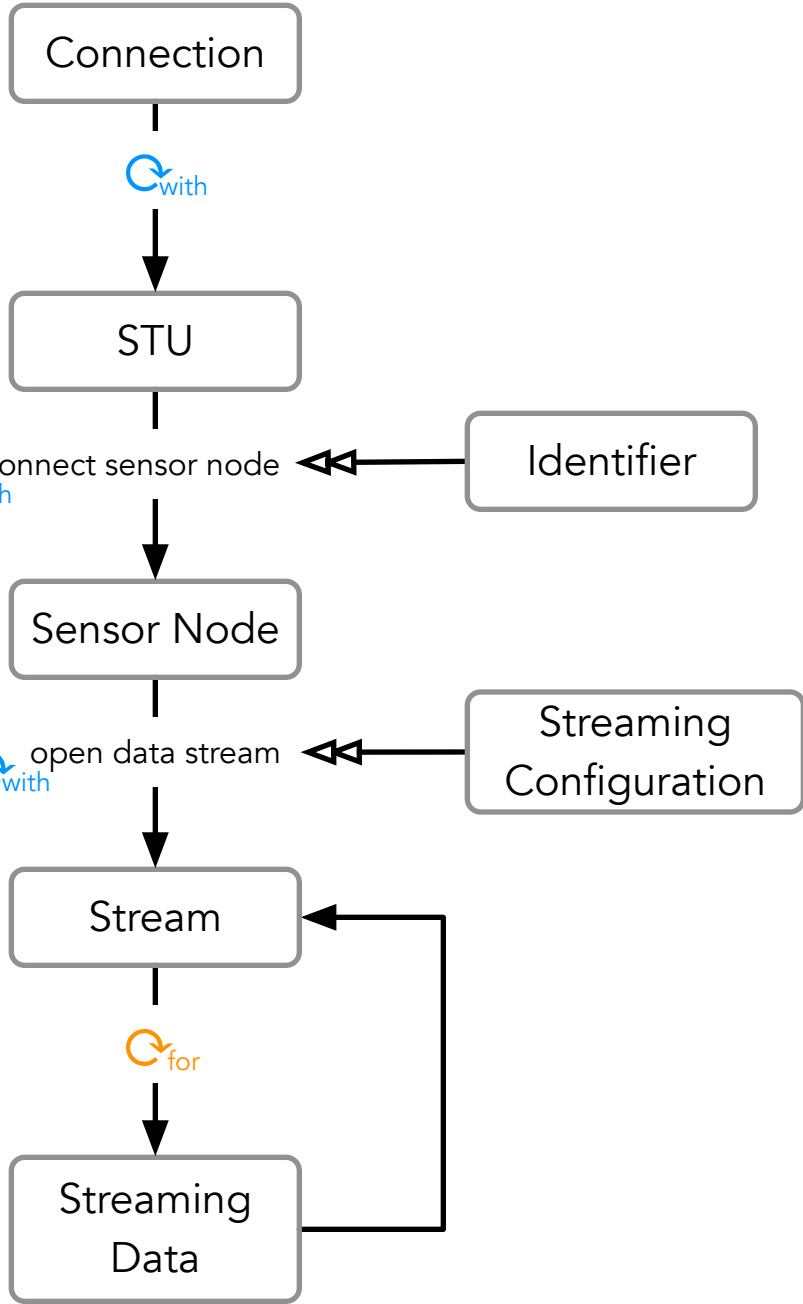 Connection
with
STU
onnect sensor node
Identifier
h
Sensor Node
Streaming
Configuration
open data stream
with
Stream
for
Streaming
Data